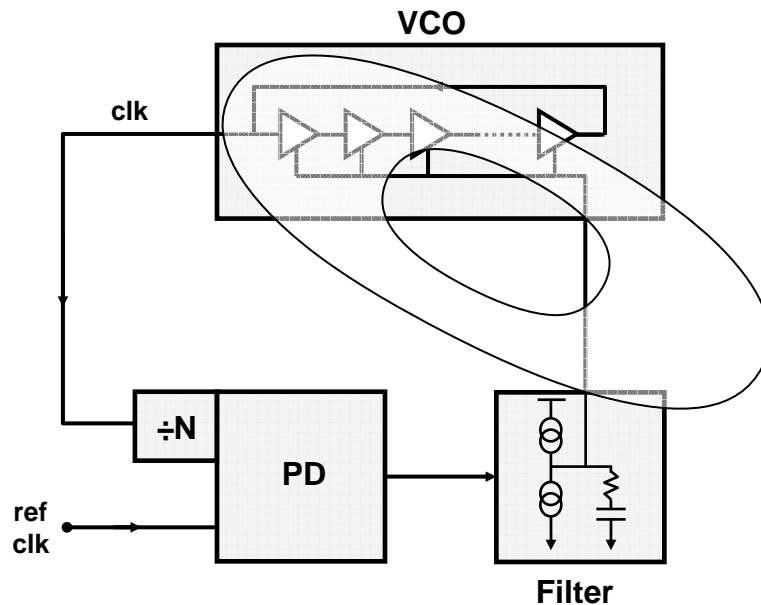 VCO
clk
÷N
PD
ref
clk
Filter